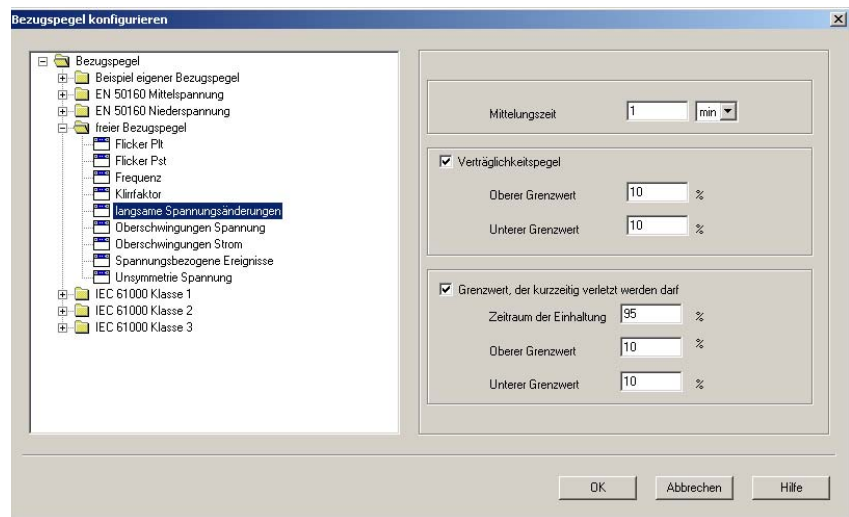 Bezugspegel konfigurieren
Bezugspegel
Beispiel eigener Bezugspegel
EN 50160 Mittelspannung
EN 50160 Niederspannung
freier Bezugspegel
Flicker Plt
Flicker Pst
Frequenz
Klirrfaktor
langsame Spannungsänderungen
Oberschwingungen Spannung
Oberschwingungen Strom
Spannungsbezogene Ereignisse
Unsymmetrie Spannung
IEC 61000 Klasse 1
IEC 61000 Klasse 2
IEC 61000 Klasse 3
Mittelungszeit 1 min
Verträglichkeitspegel
Oberer Grenzwert 10 %
Unterer Grenzwert 10 %
Grenzwert, der kurzzeitig verletzt werden darf
Zeitraum der Einhaltung 95 %
Oberer Grenzwert 10 %
Unterer Grenzwert 10 %
OK Abbrechen Hilfe